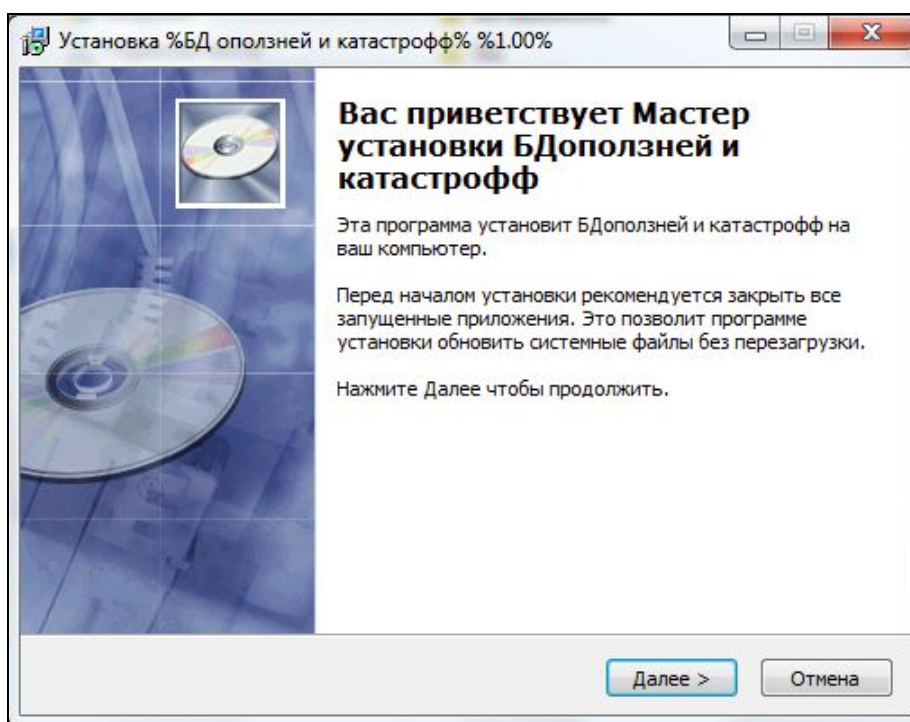 Установка %БД оползней и катастрофф% %1.00%
Вас приветствует Мастер
установки БДоползней и
катастрофф
Эта программа установит БДоползней и катастрофф на
ваш компьютер.
Перед началом установки рекомендуется закрыть все
запущенные приложения. Это позволит программе
установки обновить системные файлы без перезагрузки.
Нажмите Далее чтобы продолжить.
Далее >
Отмена